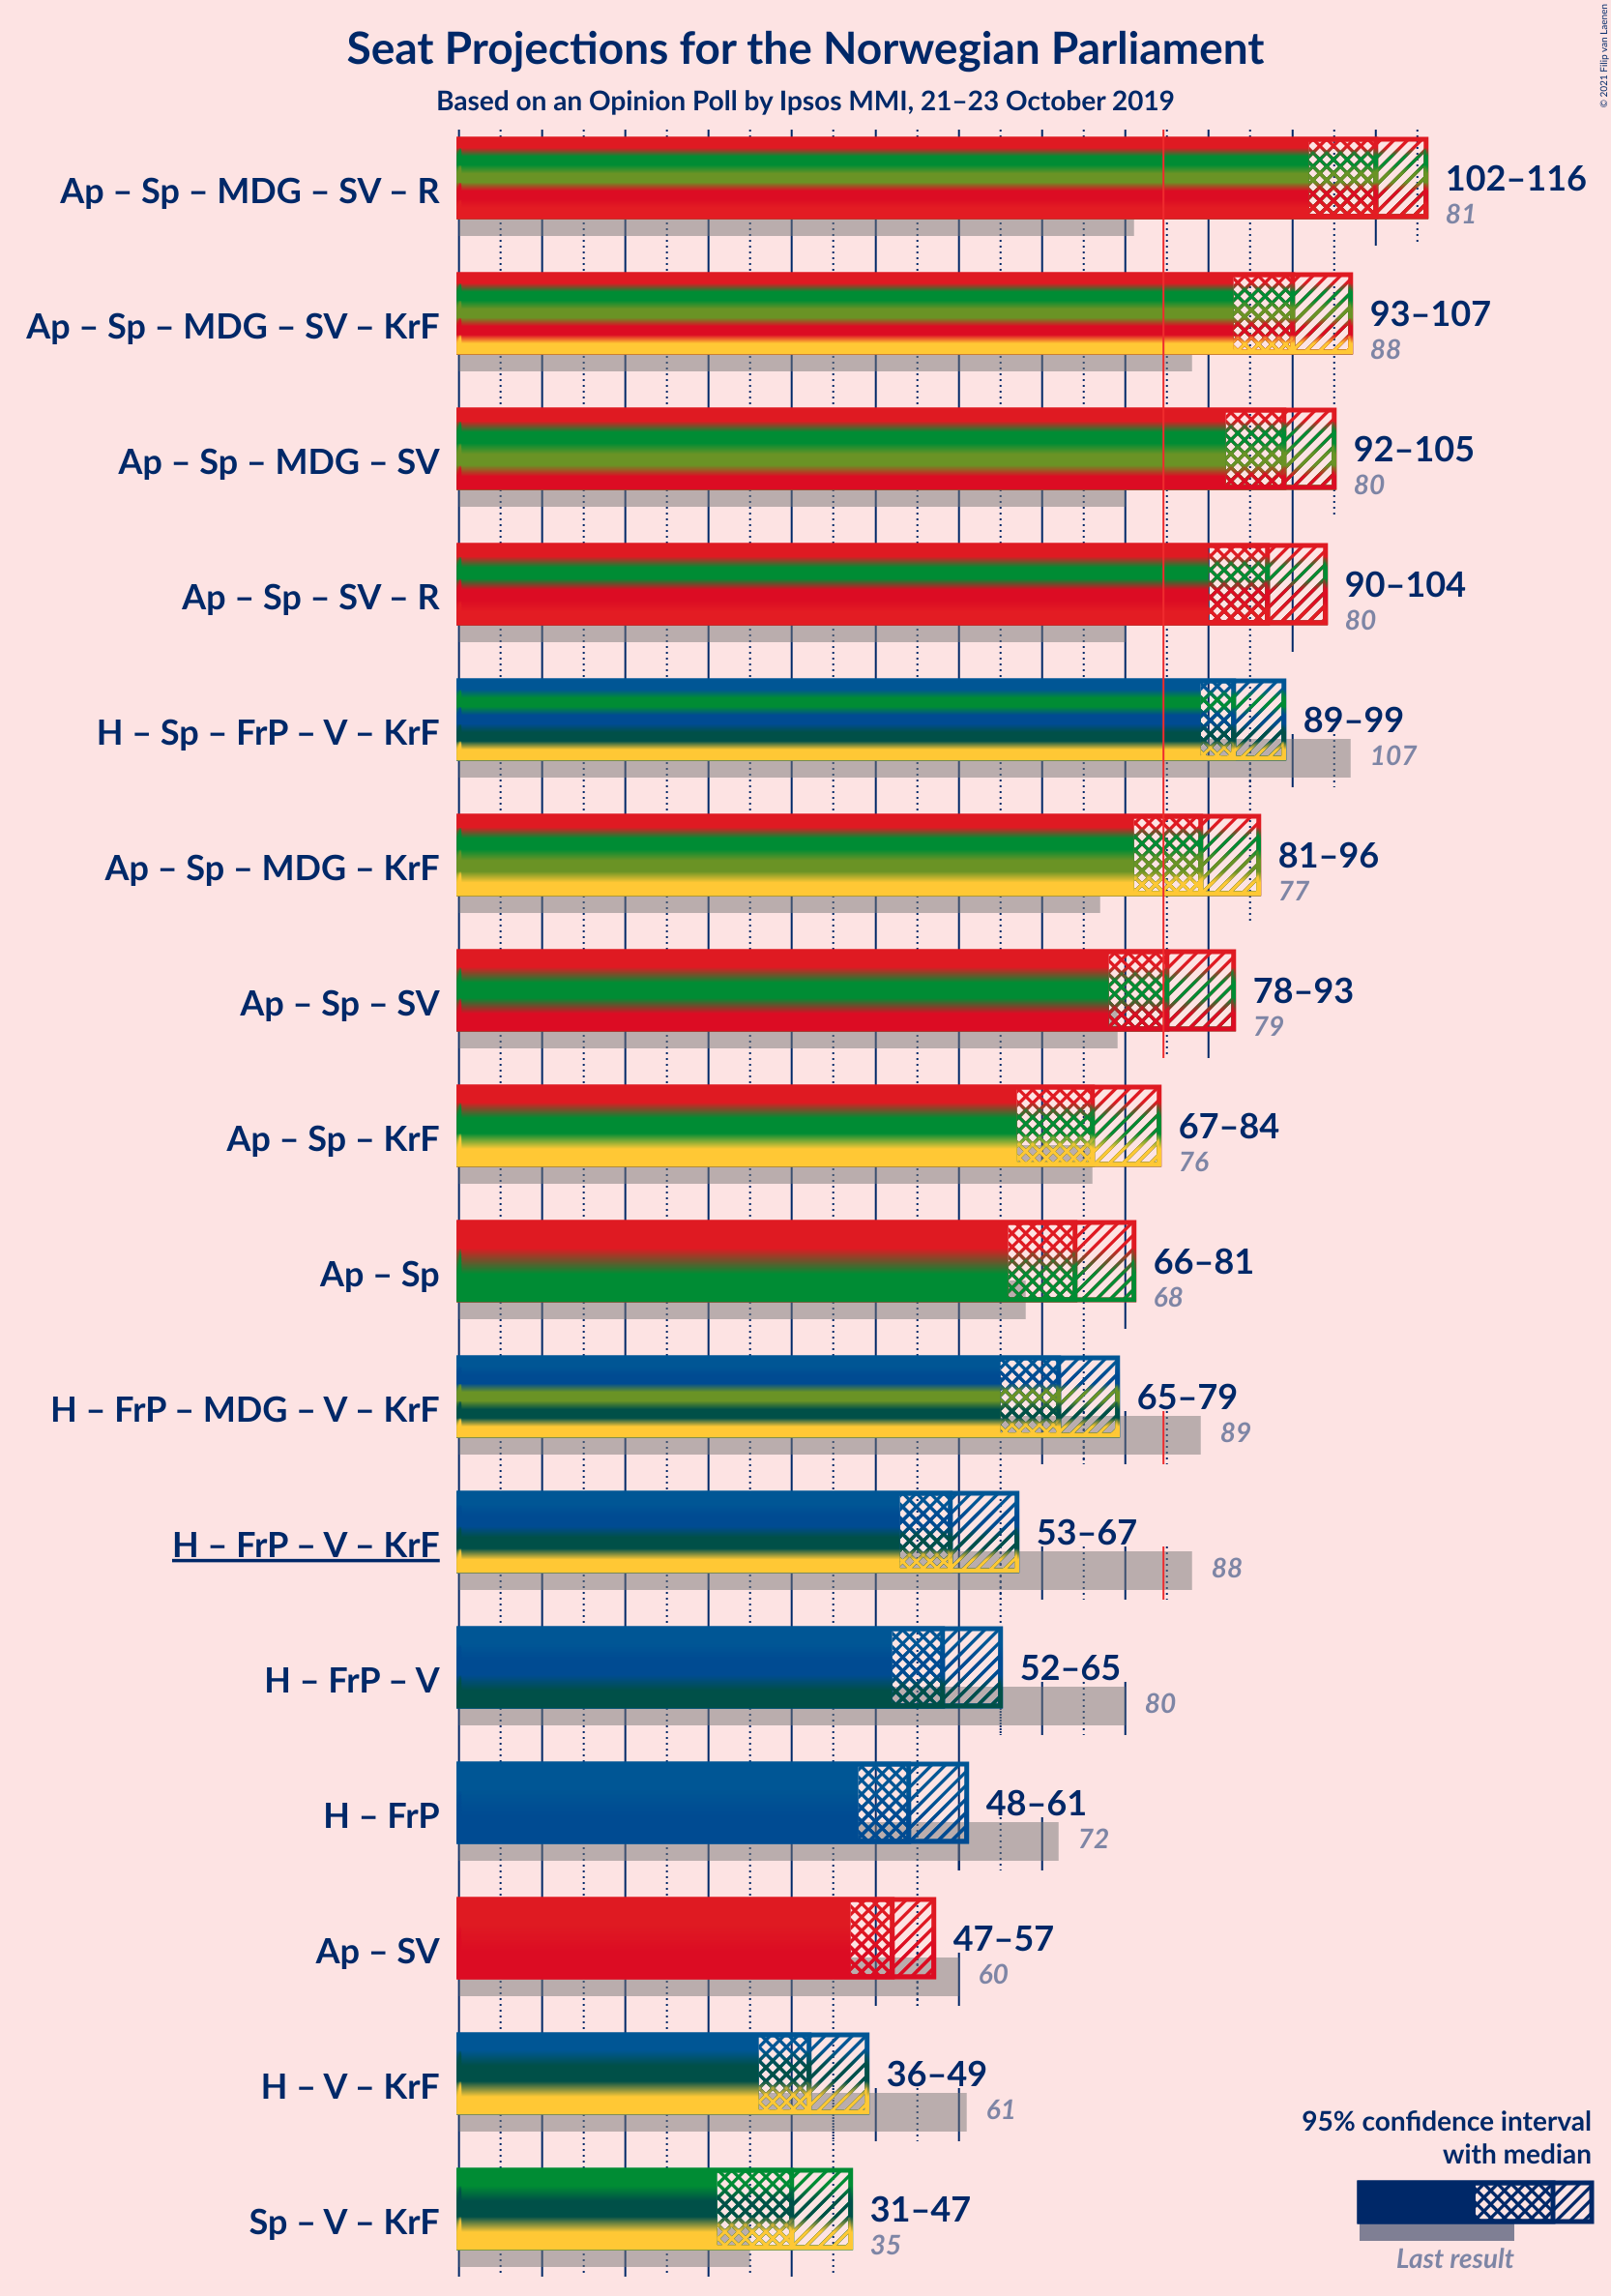 Seat Projections for the Norwegian Parliament
Based on an Opinion Poll by Ipsos MMI, 21–23 October 2019
© 2021 Filip van Laenen
Ap – Sp – MDG – SV – R
102–116
81
Ap – Sp – MDG – SV – KrF
93–107
88
Ap – Sp – MDG – SV
92–105
80
Ap – Sp – SV – R
90–104
80
H – Sp – FrP – V – KrF
89–99
107
Ap – Sp – MDG – KrF
81–96
77
Ap – Sp – SV
78–93
79
Ap – Sp – KrF
67–84
76
Ap – Sp
66–81
68
H – FrP – MDG – V – KrF
65–79
89
H – FrP – V – KrF
53–67
88
H – FrP – V
52–65
80
H – FrP
48–61
72
Ap – SV
47–57
60
H – V – KrF
36–49
61
Sp – V – KrF
31–47
35
95% confidence interval
with median
Last result